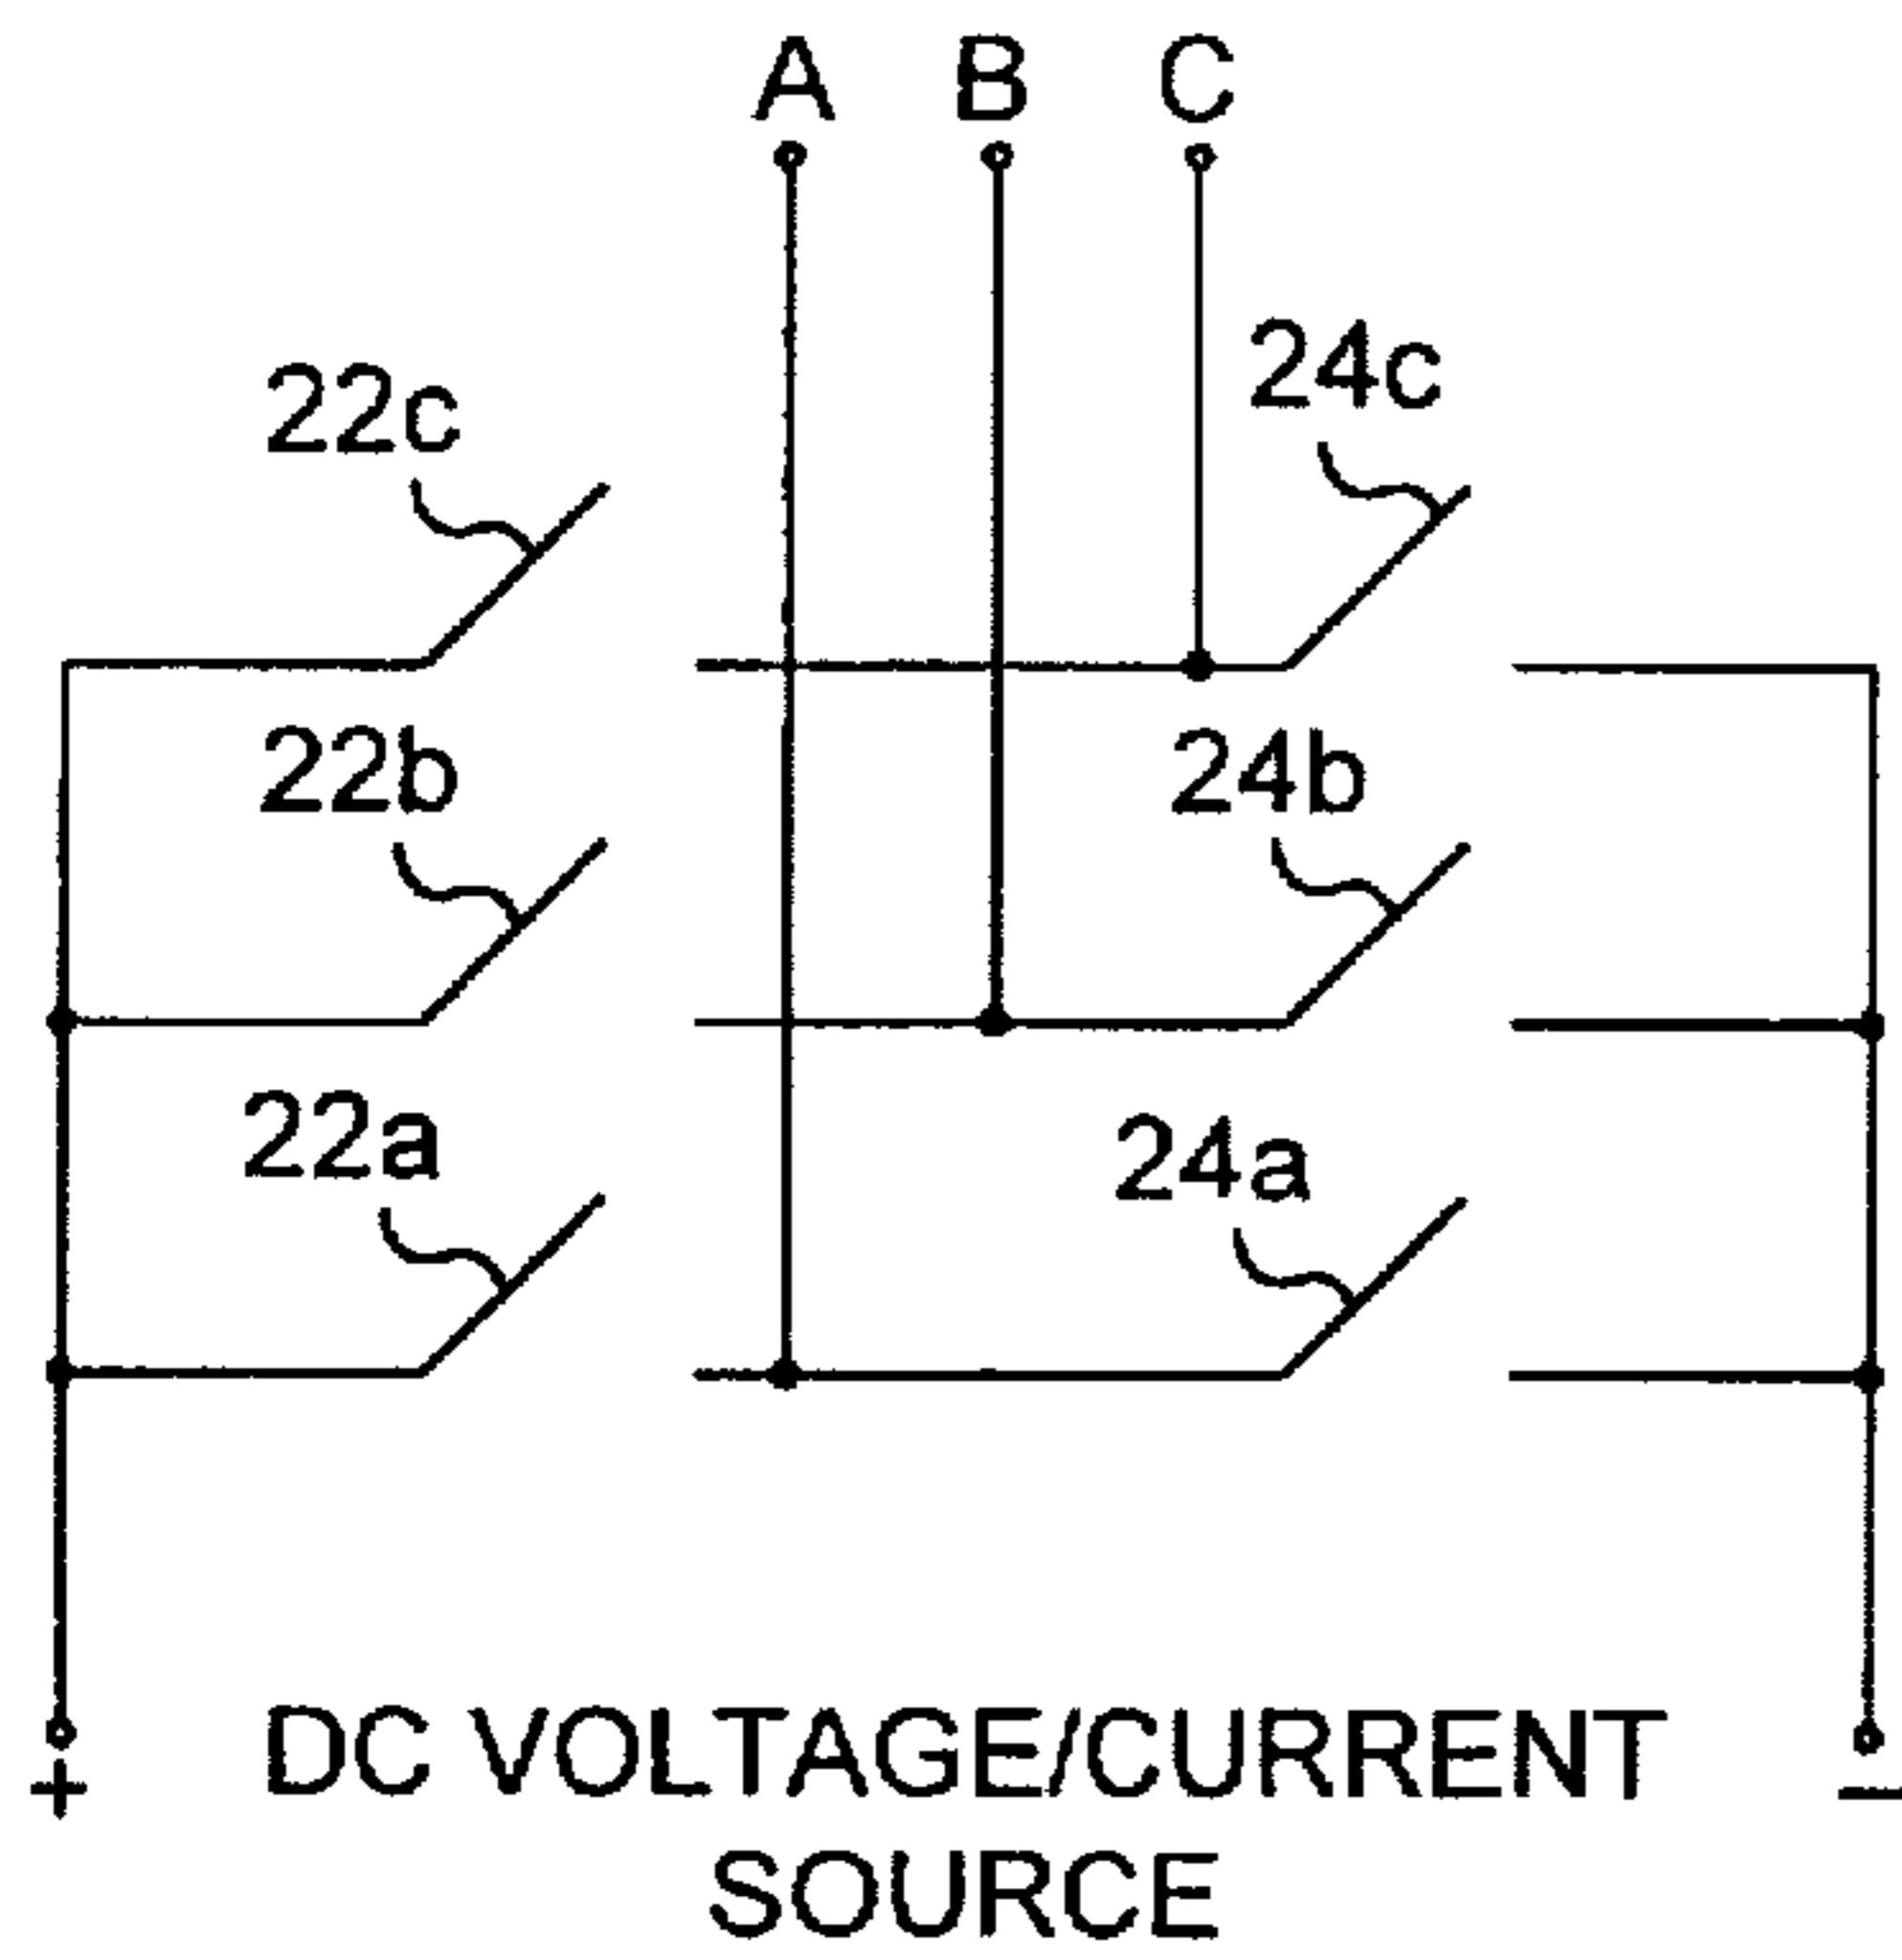 A B C
24c
22c
22b 24b
22a 24a
+ DC VOLTAGE/CURRENT −
SOURCE